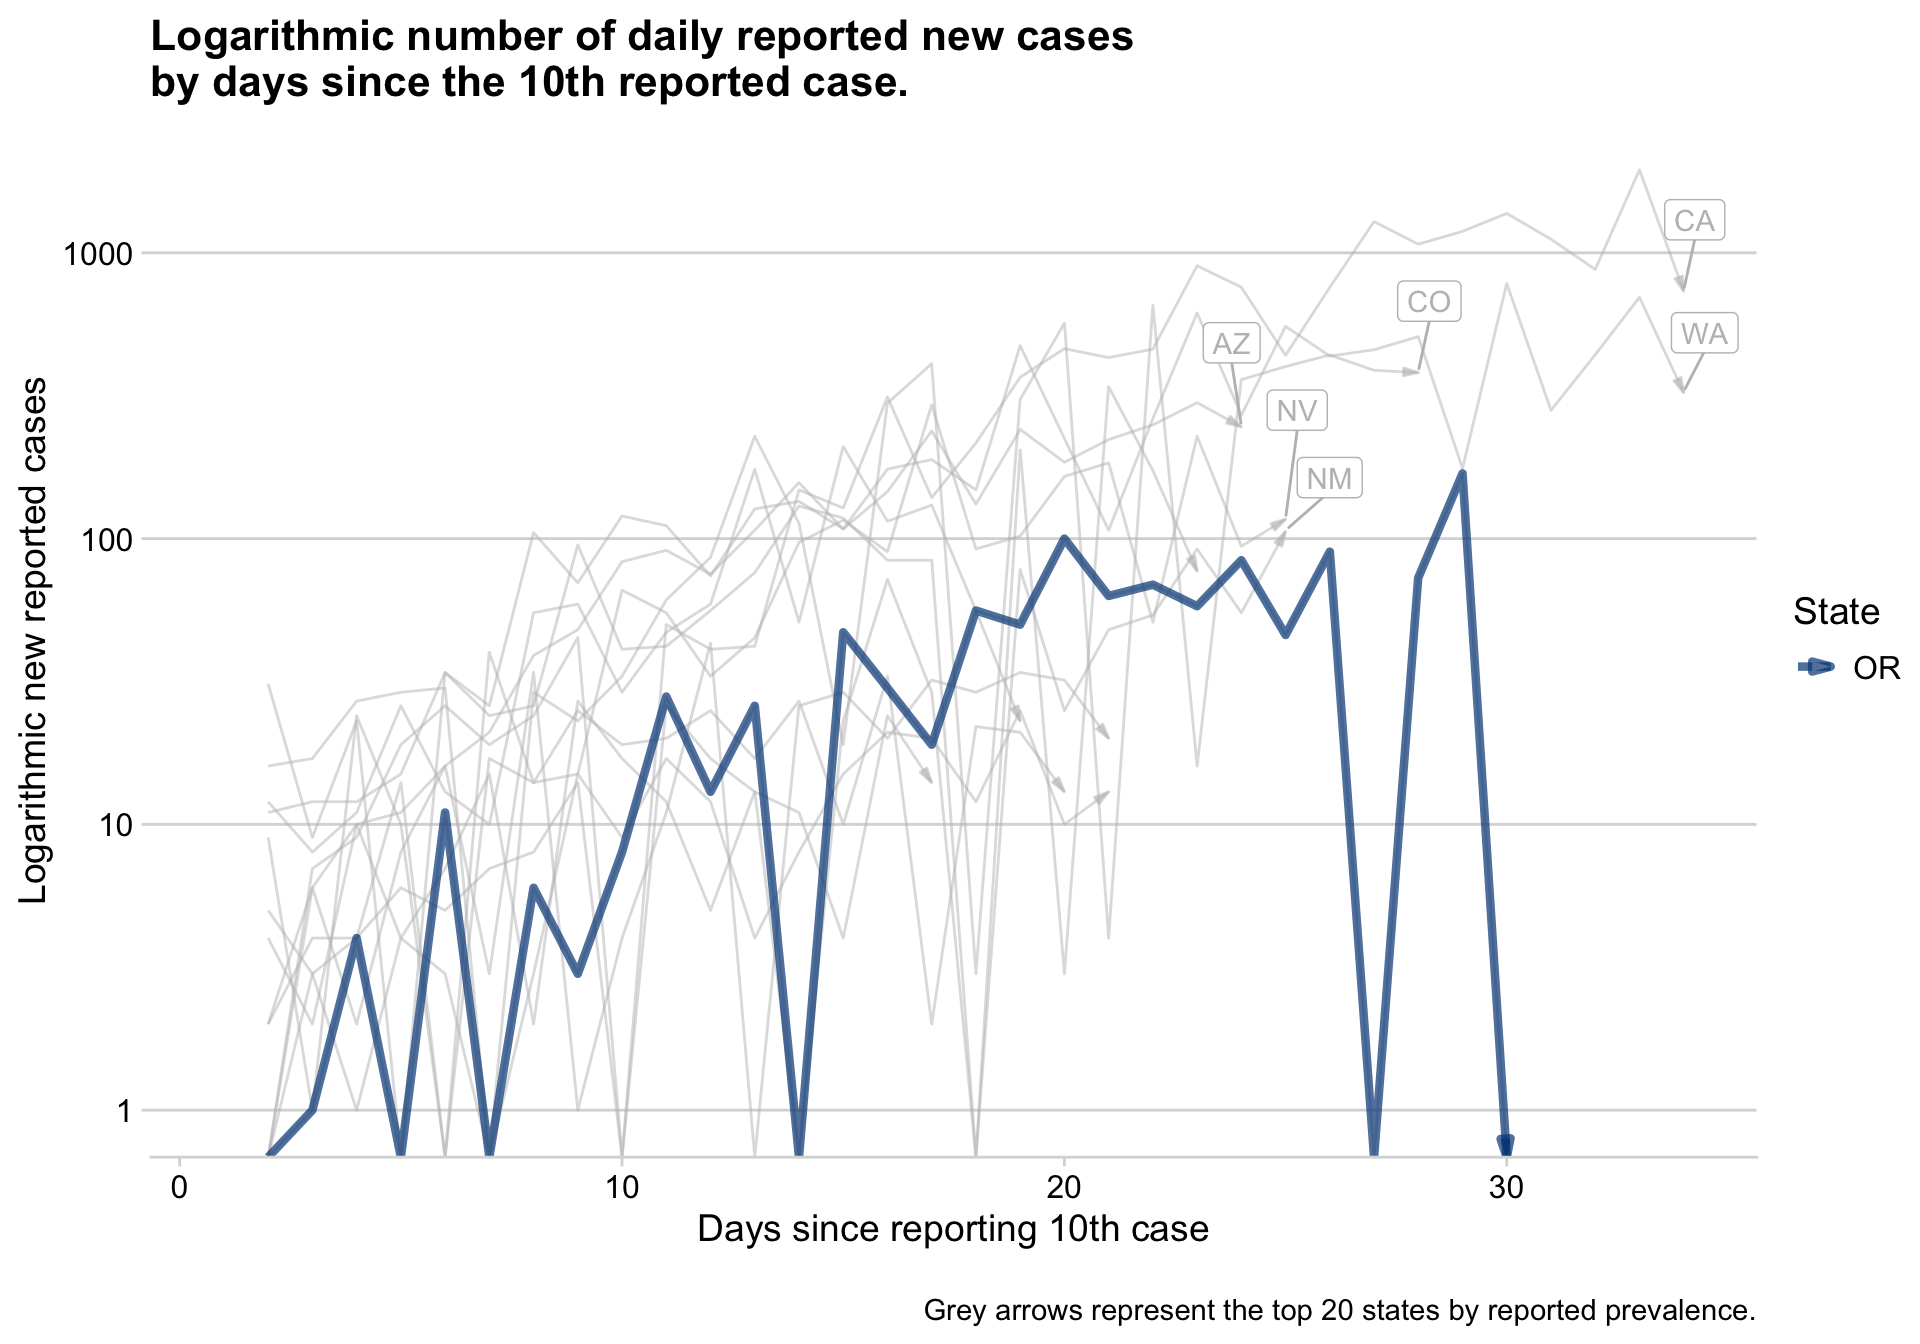 Logarithmic number of daily reported new cases
by days since the 10th reported case.
Logarithmic new reported cases
1000
100
10
1
CA
CO
WA
AZ
NV
NM
State
OR
0 10 20 30
Days since reporting 10th case
Grey arrows represent the top 20 states by reported prevalence.